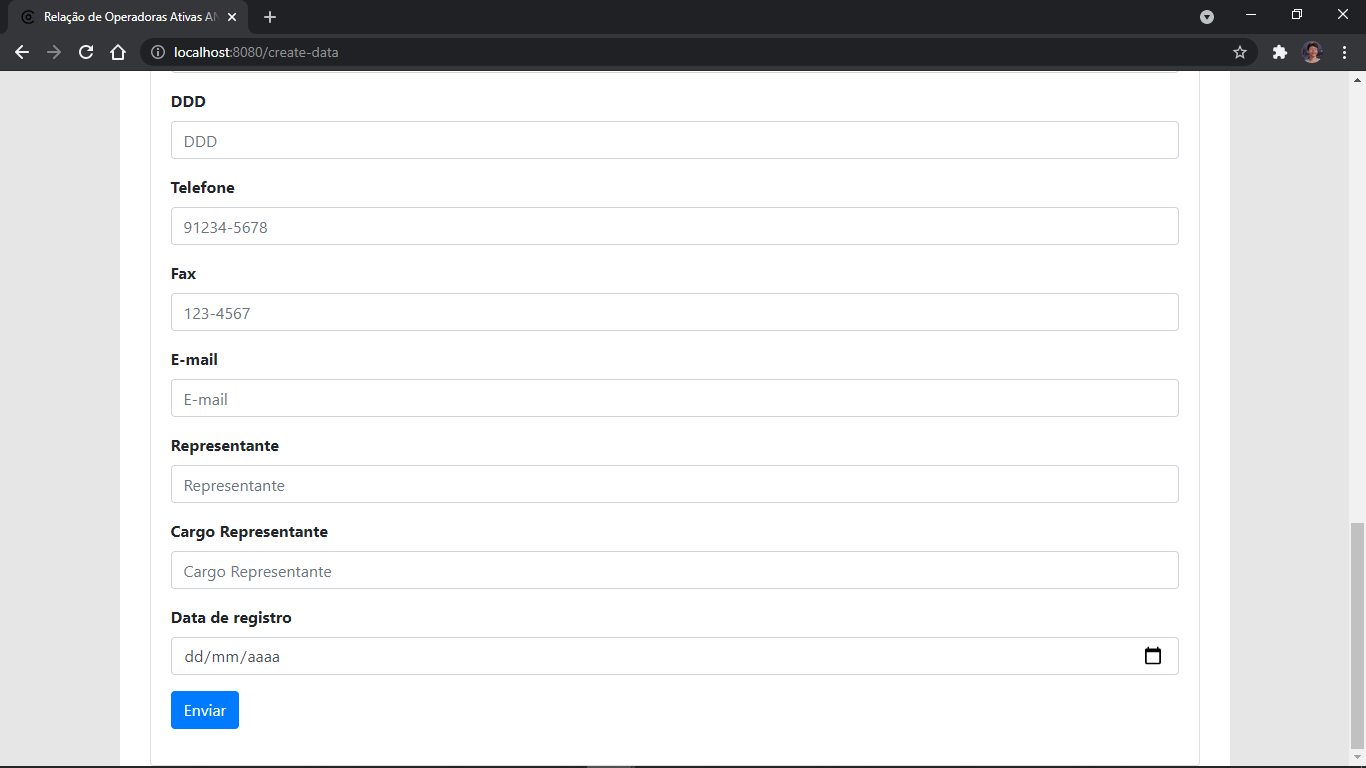 Relação de Operadoras Ativas AN
localhost:8080/create-data
DDD
DDD
Telefone
91234-5678
Fax
123-4567
E-mail
E-mail
Representante
Representante
Cargo Representante
Cargo Representante
Data de registro
dd/mm/aaaa
Enviar